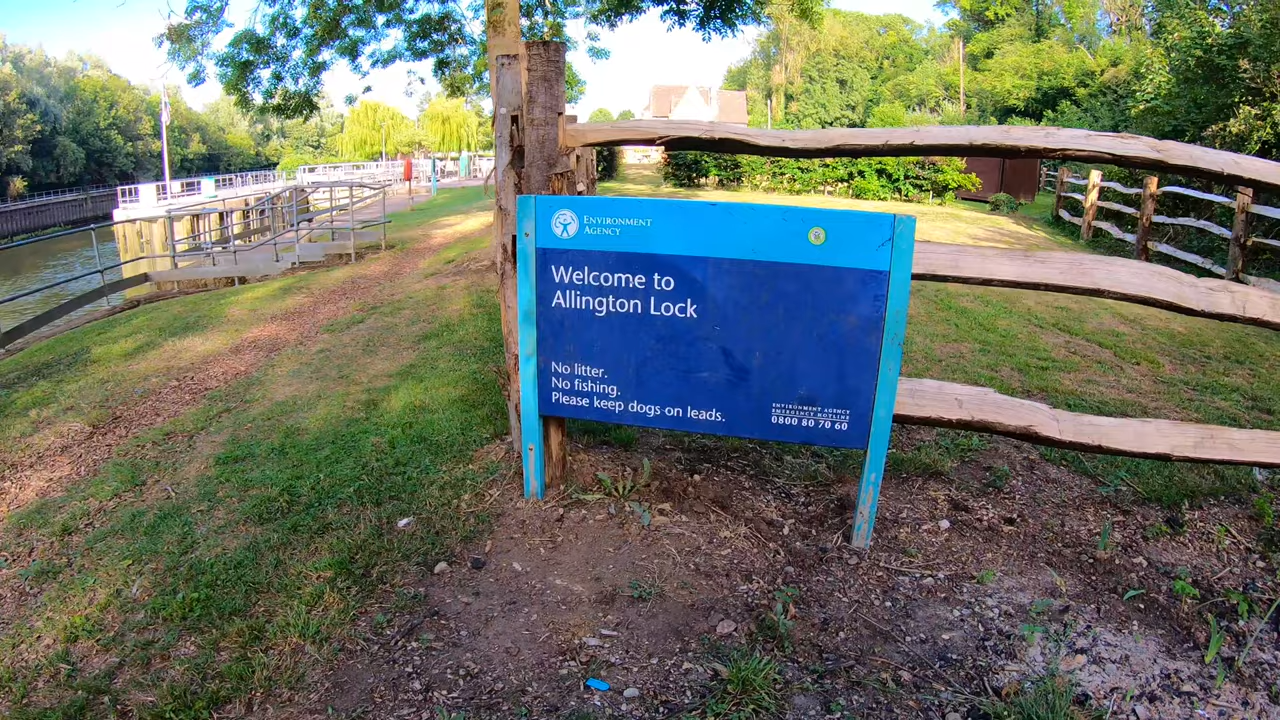 ENVIRONMENT
AGENCY
Welcome to
Allington Lock
No litter.
No fishing.
Please keep dogs on leads.
ENVIRONMENT AGENCY
EMERGENCY HOTLINE
0800 80 70 60